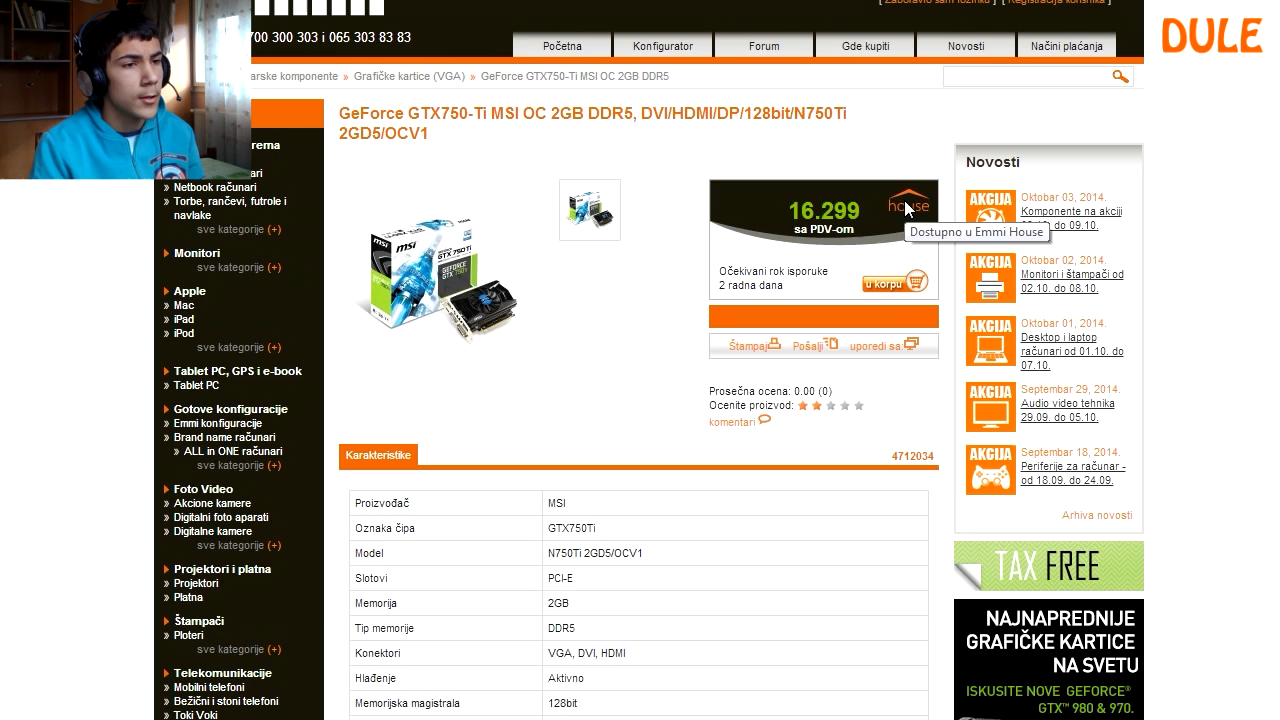 [ Zaboravio sam lozinku ] [ Registracija korisnika ]
700 300 303 i 065 303 83 83
DULE
Početna
Konfigurator
Forum
Gde kupiti
Novosti
Načini plaćanja
arske komponente » Grafičke kartice (VGA) » GeForce GTX750-Ti MSI OC 2GB DDR5
GeForce GTX750-Ti MSI OC 2GB DDR5, DVI/HDMI/DP/128bit/N750Ti
2GD5/OCV1
rema
ari
» Netbook računari
» Torbe, rančevi, futrole i
navlake
sve kategorije (+)
Monitori
sve kategorije (+)
Apple
» Mac
» iPad
» iPod
sve kategorije (+)
Tablet PC, GPS i e-book
» Tablet PC
Gotove konfiguracije
» Emmi konfiguracije
» Brand name računari
» ALL in ONE računari
sve kategorije (+)
Foto Video
» Akcione kamere
» Digitalni foto aparati
» Digitalne kamere
sve kategorije (+)
Projektori i platna
» Projektori
» Platna
Štampači
» Ploteri
sve kategorije (+)
Telekomunikacije
» Mobilni telefoni
» Bežični i stoni telefoni
» Toki Voki
msi
msi
GTX 750Ti
16.299
sa PDV-om
house
Dostupno u Emmi House
Očekivani rok isporuke
2 radna dana
u korpu
Štampaj
Pošalji
uporedi sa:
Prosečna ocena: 0.00 (0)
Ocenite proizvod:
komentari
Karakteristike
4712034
Proizvođač MSI
Oznaka čipa GTX750Ti
Model N750Ti 2GD5/OCV1
Slotovi PCI-E
Memorija 2GB
Tip memorije DDR5
Konektori VGA, DVI, HDMI
Hlađenje Aktivno
Memorijska magistrala 128bit
Novosti
AKCIJA
Oktobar 03, 2014.
Komponente na akciji
do 09.10.
AKCIJA
Oktobar 02, 2014.
Monitori i štampači od
02.10. do 08.10.
AKCIJA
Oktobar 01, 2014.
Desktop i laptop
računari od 01.10. do
07.10.
AKCIJA
Septembar 29, 2014.
Audio video tehnika
29.09. do 05.10.
AKCIJA
Septembar 18, 2014.
Periferije za računar -
od 18.09. do 24.09.
Arhiva novosti
TAX FREE
NAJNAPREDNIJE
GRAFIČKE KARTICE
NA SVETU
ISKUSITE NOVE GEFORCE®
GTX™ 980 & 970.